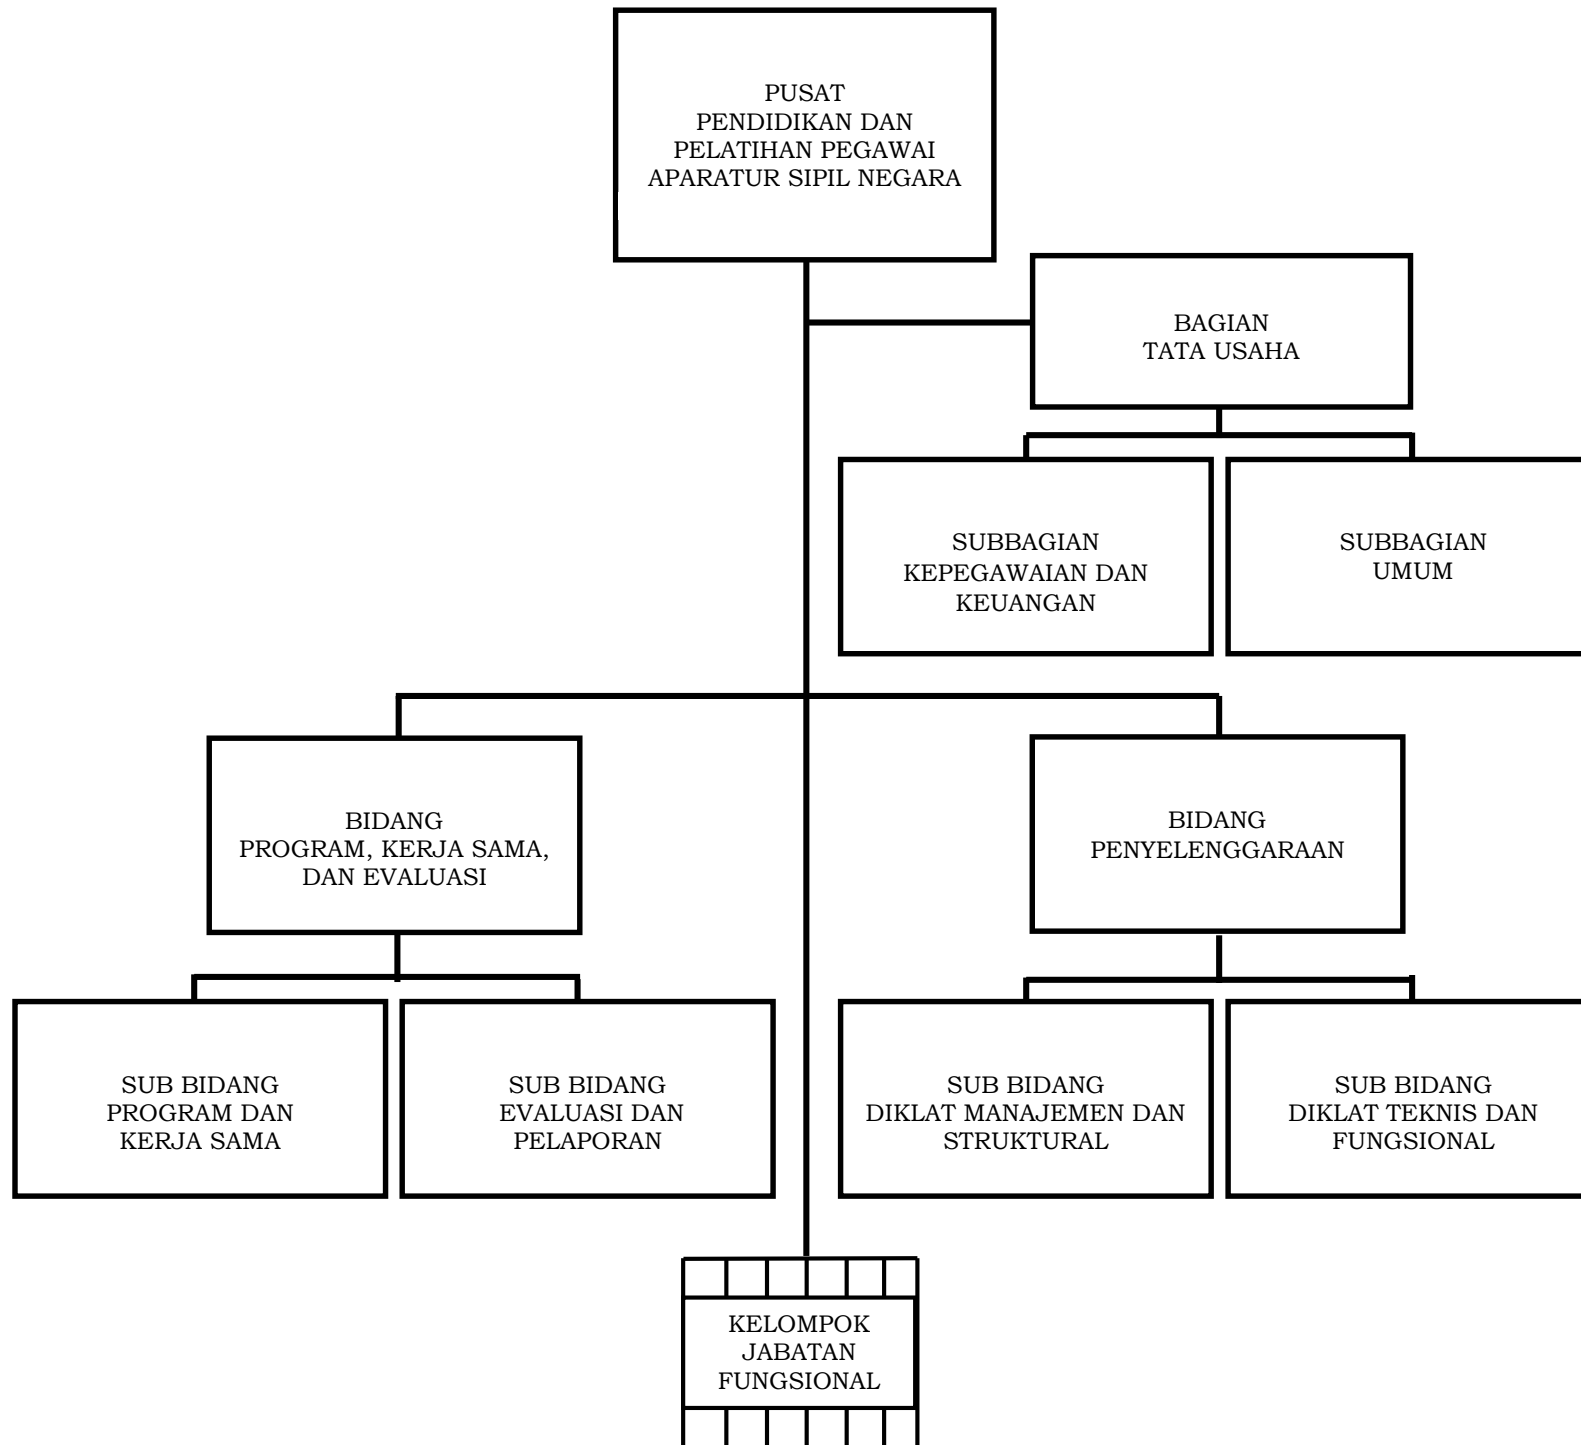 PUSAT
PENDIDIKAN DAN
PELATIHAN PEGAWAI
APARATUR SIPIL NEGARA
BAGIAN
TATA USAHA
SUBBAGIAN
KEPEGAWAIAN DAN
KEUANGAN
SUBBAGIAN
UMUM
BIDANG
PROGRAM, KERJA SAMA,
DAN EVALUASI
BIDANG
PENYELENGGARAAN
SUB BIDANG
PROGRAM DAN
KERJA SAMA
SUB BIDANG
EVALUASI DAN
PELAPORAN
SUB BIDANG
DIKLAT MANAJEMEN DAN
STRUKTURAL
SUB BIDANG
DIKLAT TEKNIS DAN
FUNGSIONAL
KELOMPOK
JABATAN
FUNGSIONAL